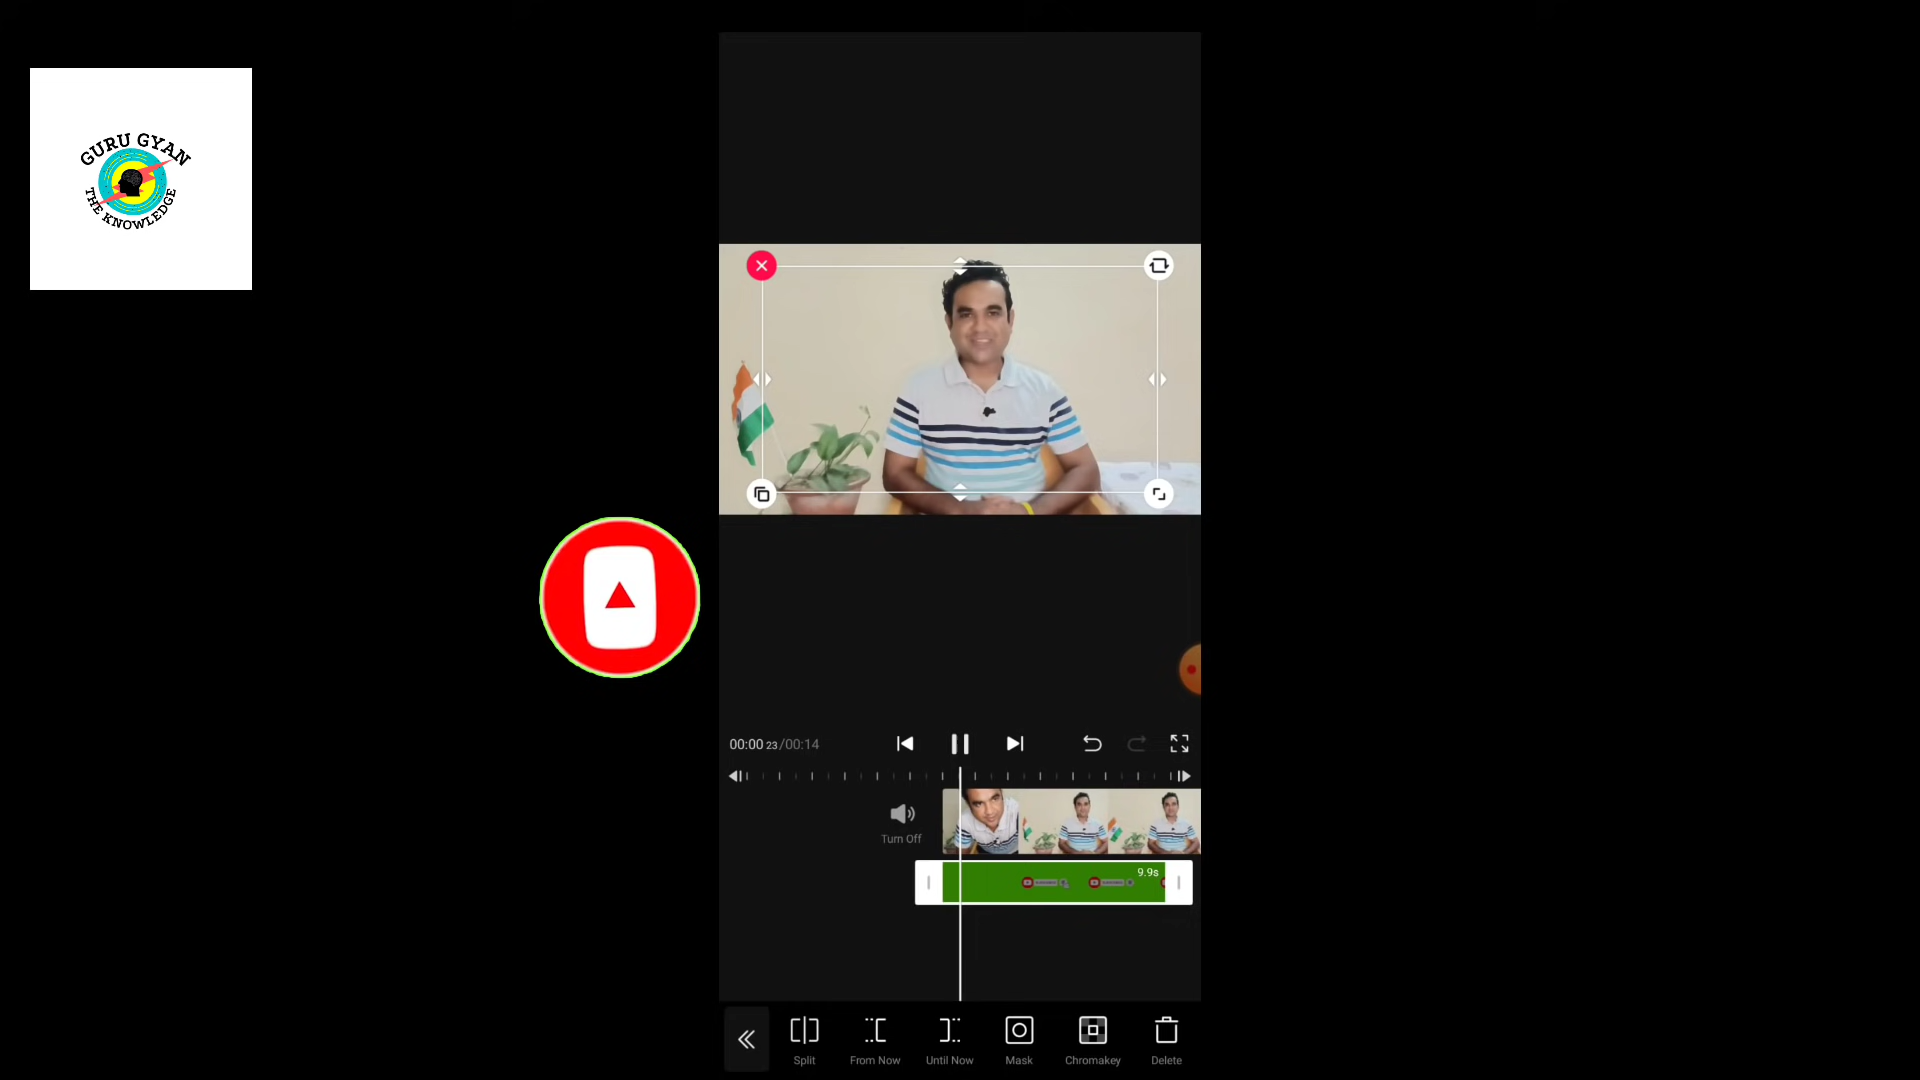 GURU GYAN
THE KNOWLEDGE
00:00 23/00:14
Turn Off
9.9s
Split
From Now
Until Now
Mask
Chromakey
Delete